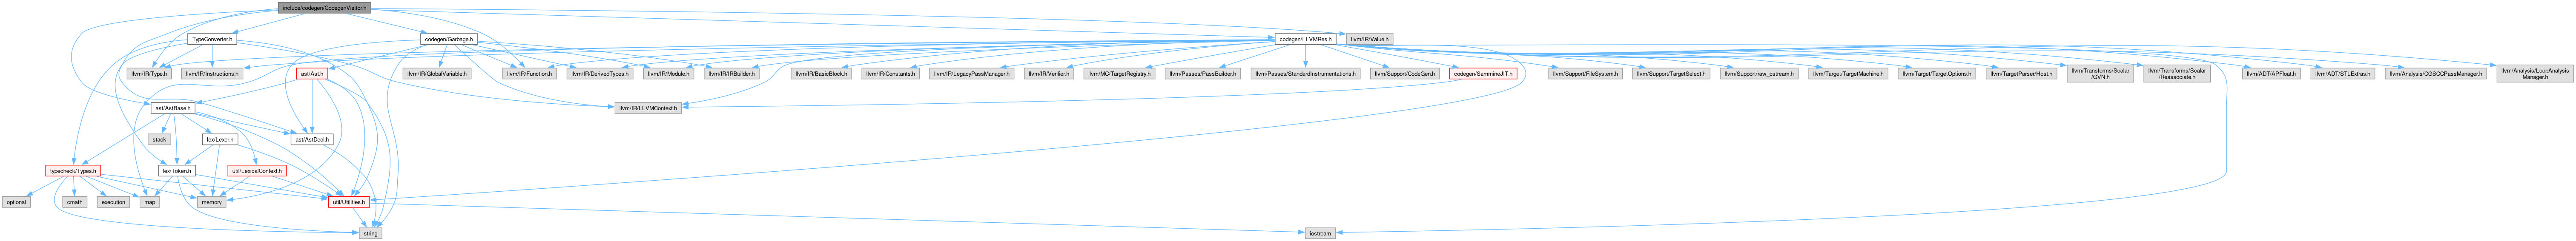 include/codegen/CodegenVisitor.h
TypeConverter.h
codegen/Garbage.h
codegen/LLVMRes.h
llvm/IR/Value.h
llvm/IR/Type.h
llvm/IR/Instructions.h
ast/Ast.h
llvm/IR/GlobalVariable.h
llvm/IR/Function.h
llvm/IR/DerivedTypes.h
llvm/IR/Module.h
llvm/IR/IRBuilder.h
llvm/IR/BasicBlock.h
llvm/IR/Constants.h
llvm/IR/LegacyPassManager.h
llvm/IR/Verifier.h
llvm/MC/TargetRegistry.h
llvm/Passes/PassBuilder.h
llvm/Passes/StandardInstrumentations.h
llvm/Support/CodeGen.h
codegen/SammineJIT.h
llvm/Support/FileSystem.h
llvm/Support/TargetSelect.h
llvm/Support/raw_ostream.h
llvm/Target/TargetMachine.h
llvm/Target/TargetOptions.h
llvm/TargetParser/Host.h
llvm/Transforms/Scalar
/GVN.h
llvm/Transforms/Scalar
/Reassociate.h
llvm/ADT/APFloat.h
llvm/ADT/STLExtras.h
llvm/Analysis/CGSCCPassManager.h
llvm/Analysis/LoopAnalysis
Manager.h
ast/AstBase.h
llvm/IR/LLVMContext.h
stack
lex/Lexer.h
ast/AstDecl.h
typecheck/Types.h
lex/Token.h
util/LexicalContext.h
optional
cmath
execution
map
memory
util/Utilities.h
string
iostream